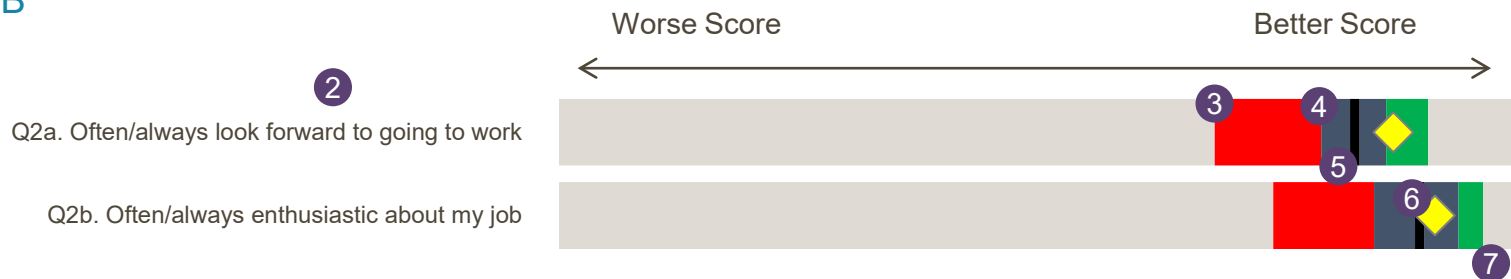 B
Worse Score Better Score
2
3 4
Q2a. Often/always look forward to going to work
5
6
Q2b. Often/always enthusiastic about my job
7